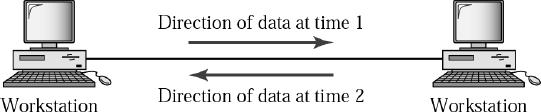 Direction of data at time 1
Direction of data at time 2
Workstation
Workstation